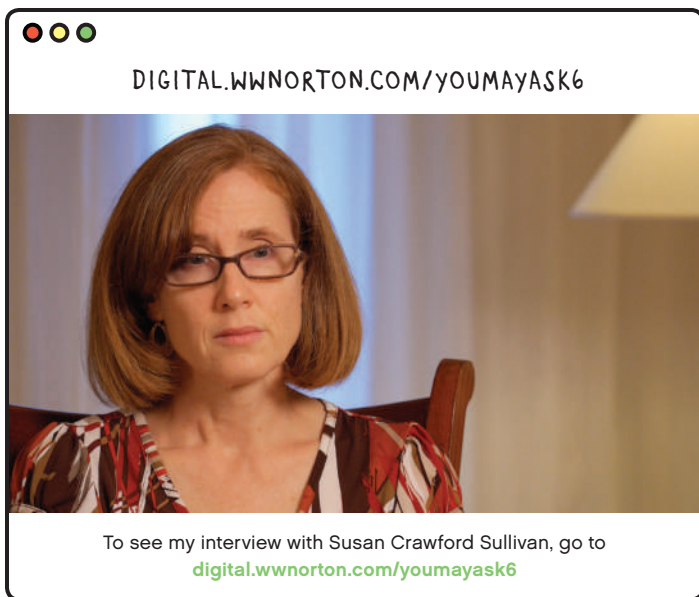 DIGITAL.WWNORTON.COM/YOUMAYASK6
To see my interview with Susan Crawford Sullivan, go to
digital.wwnorton.com/youmayask6